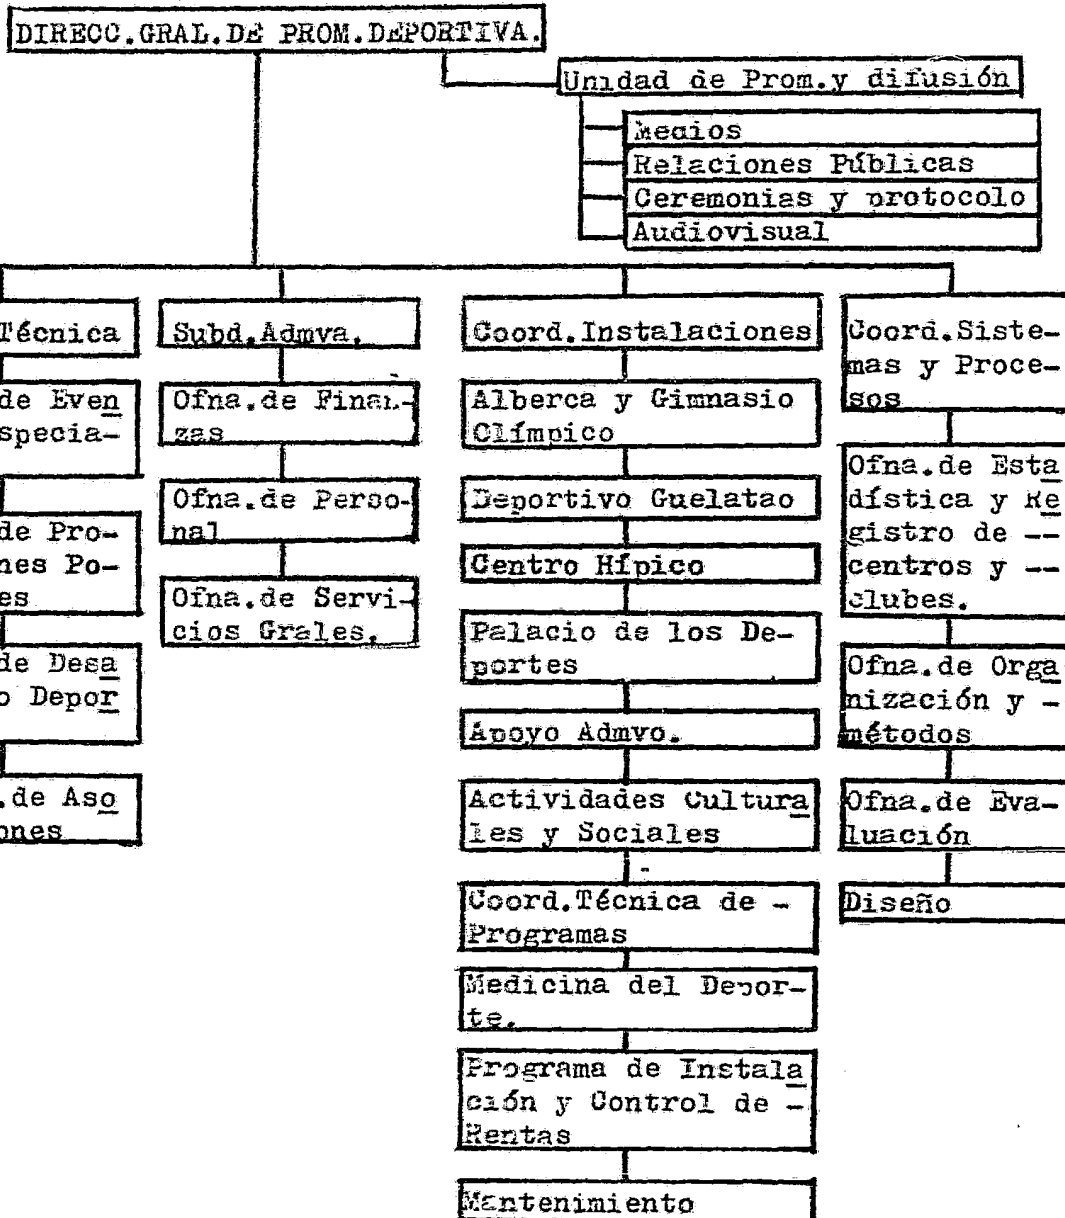 DIRECC.GRAL.DE PROM.DEPORTIVA.
Unidad de Prom.y difusión
Medios
Relaciones Públicas
Ceremonias y protocolo
Audiovisual
Técnica
de Even
specia-
de Pro-
nes Po-
es
de Desa
o Depor
.de Aso
ones
Subd.Admva.
Ofna.de Finan-
zas
Ofna.de Perso-
nal
Ofna.de Servi-
cios Grales.
Coord.Instalaciones
Alberca y Gimnasio
Olímpico
Deportivo Guelatao
Centro Hípico
Palacio de los De-
portes
Apoyo Admvo.
Actividades Cultura
les y Sociales
Coord.Técnica de -
Programas
Medicina del Depor-
te.
Programa de Instala
ción y Control de -
Rentas
Mantenimiento
Coord.Siste-
mas y Proce-
sos
Ofna.de Esta
dística y Re
gistro de --
centros y --
clubes.
Ofna.de Orga
nización y -
métodos
Ofna.de Eva-
luación
Diseño